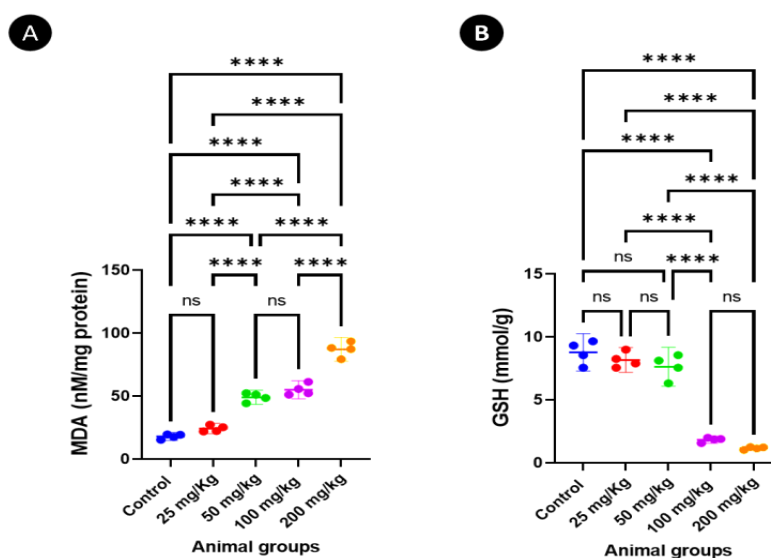 A
****
****
****
****
**** ****
**** ****
ns ns
MDA (nM/mg protein)
150
100
50
0
Control
25 mg/Kg
50 mg/Kg
100 mg/Kg
200 mg/kg
Animal groups
B
****
****
****
****
****
****
ns
ns ns ns
GSH (mmol/g)
15
10
5
0
Control
25 mg/Kg
50 mg/kg
100 mg/Kg
200 mg/kg
Animal groups